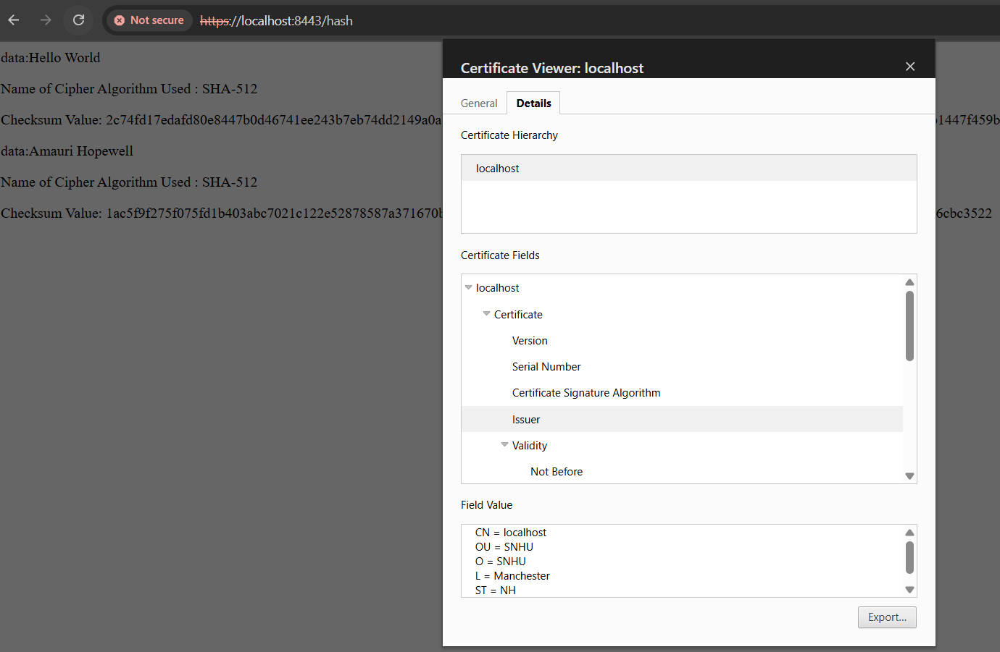 Not secure https://localhost:8443/hash
data:Hello World
Name of Cipher Algorithm Used : SHA-512
Checksum Value: 2c74fd17edafd80e8447b0d46741ee243b7eb74dd2149a0a 1447f459b
data:Amauri Hopewell
Name of Cipher Algorithm Used : SHA-512
Checksum Value: 1ac5f9f275f075fd1b403abc7021c122e52878587a371670b 6cbc3522
Certificate Viewer: localhost
General Details
Certificate Hierarchy
localhost
Certificate Fields
localhost
Certificate
Version
Serial Number
Certificate Signature Algorithm
Issuer
Validity
Not Before
Field Value
CN = localhost
OU = SNHU
O = SNHU
L = Manchester
ST = NH
Export...